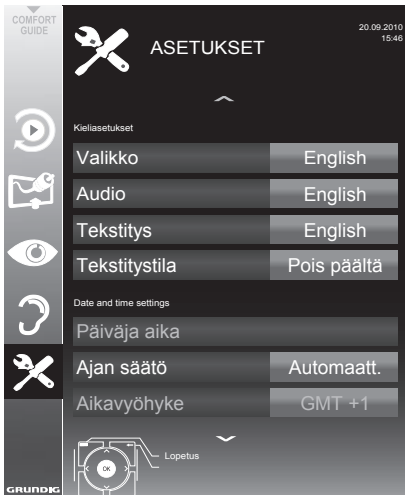 COMFORT
GUIDE
ASETUKSET
20.09.2010
15:46
Kieliasetukset
Valikko English
Audio English
Tekstitys English
Tekstitystila Pois päältä
Date and time settings
Päiväja aika
Ajan säätö Automaatt.
Aikavyöhyke GMT +1
OK
Lopetus
GRUNDIG